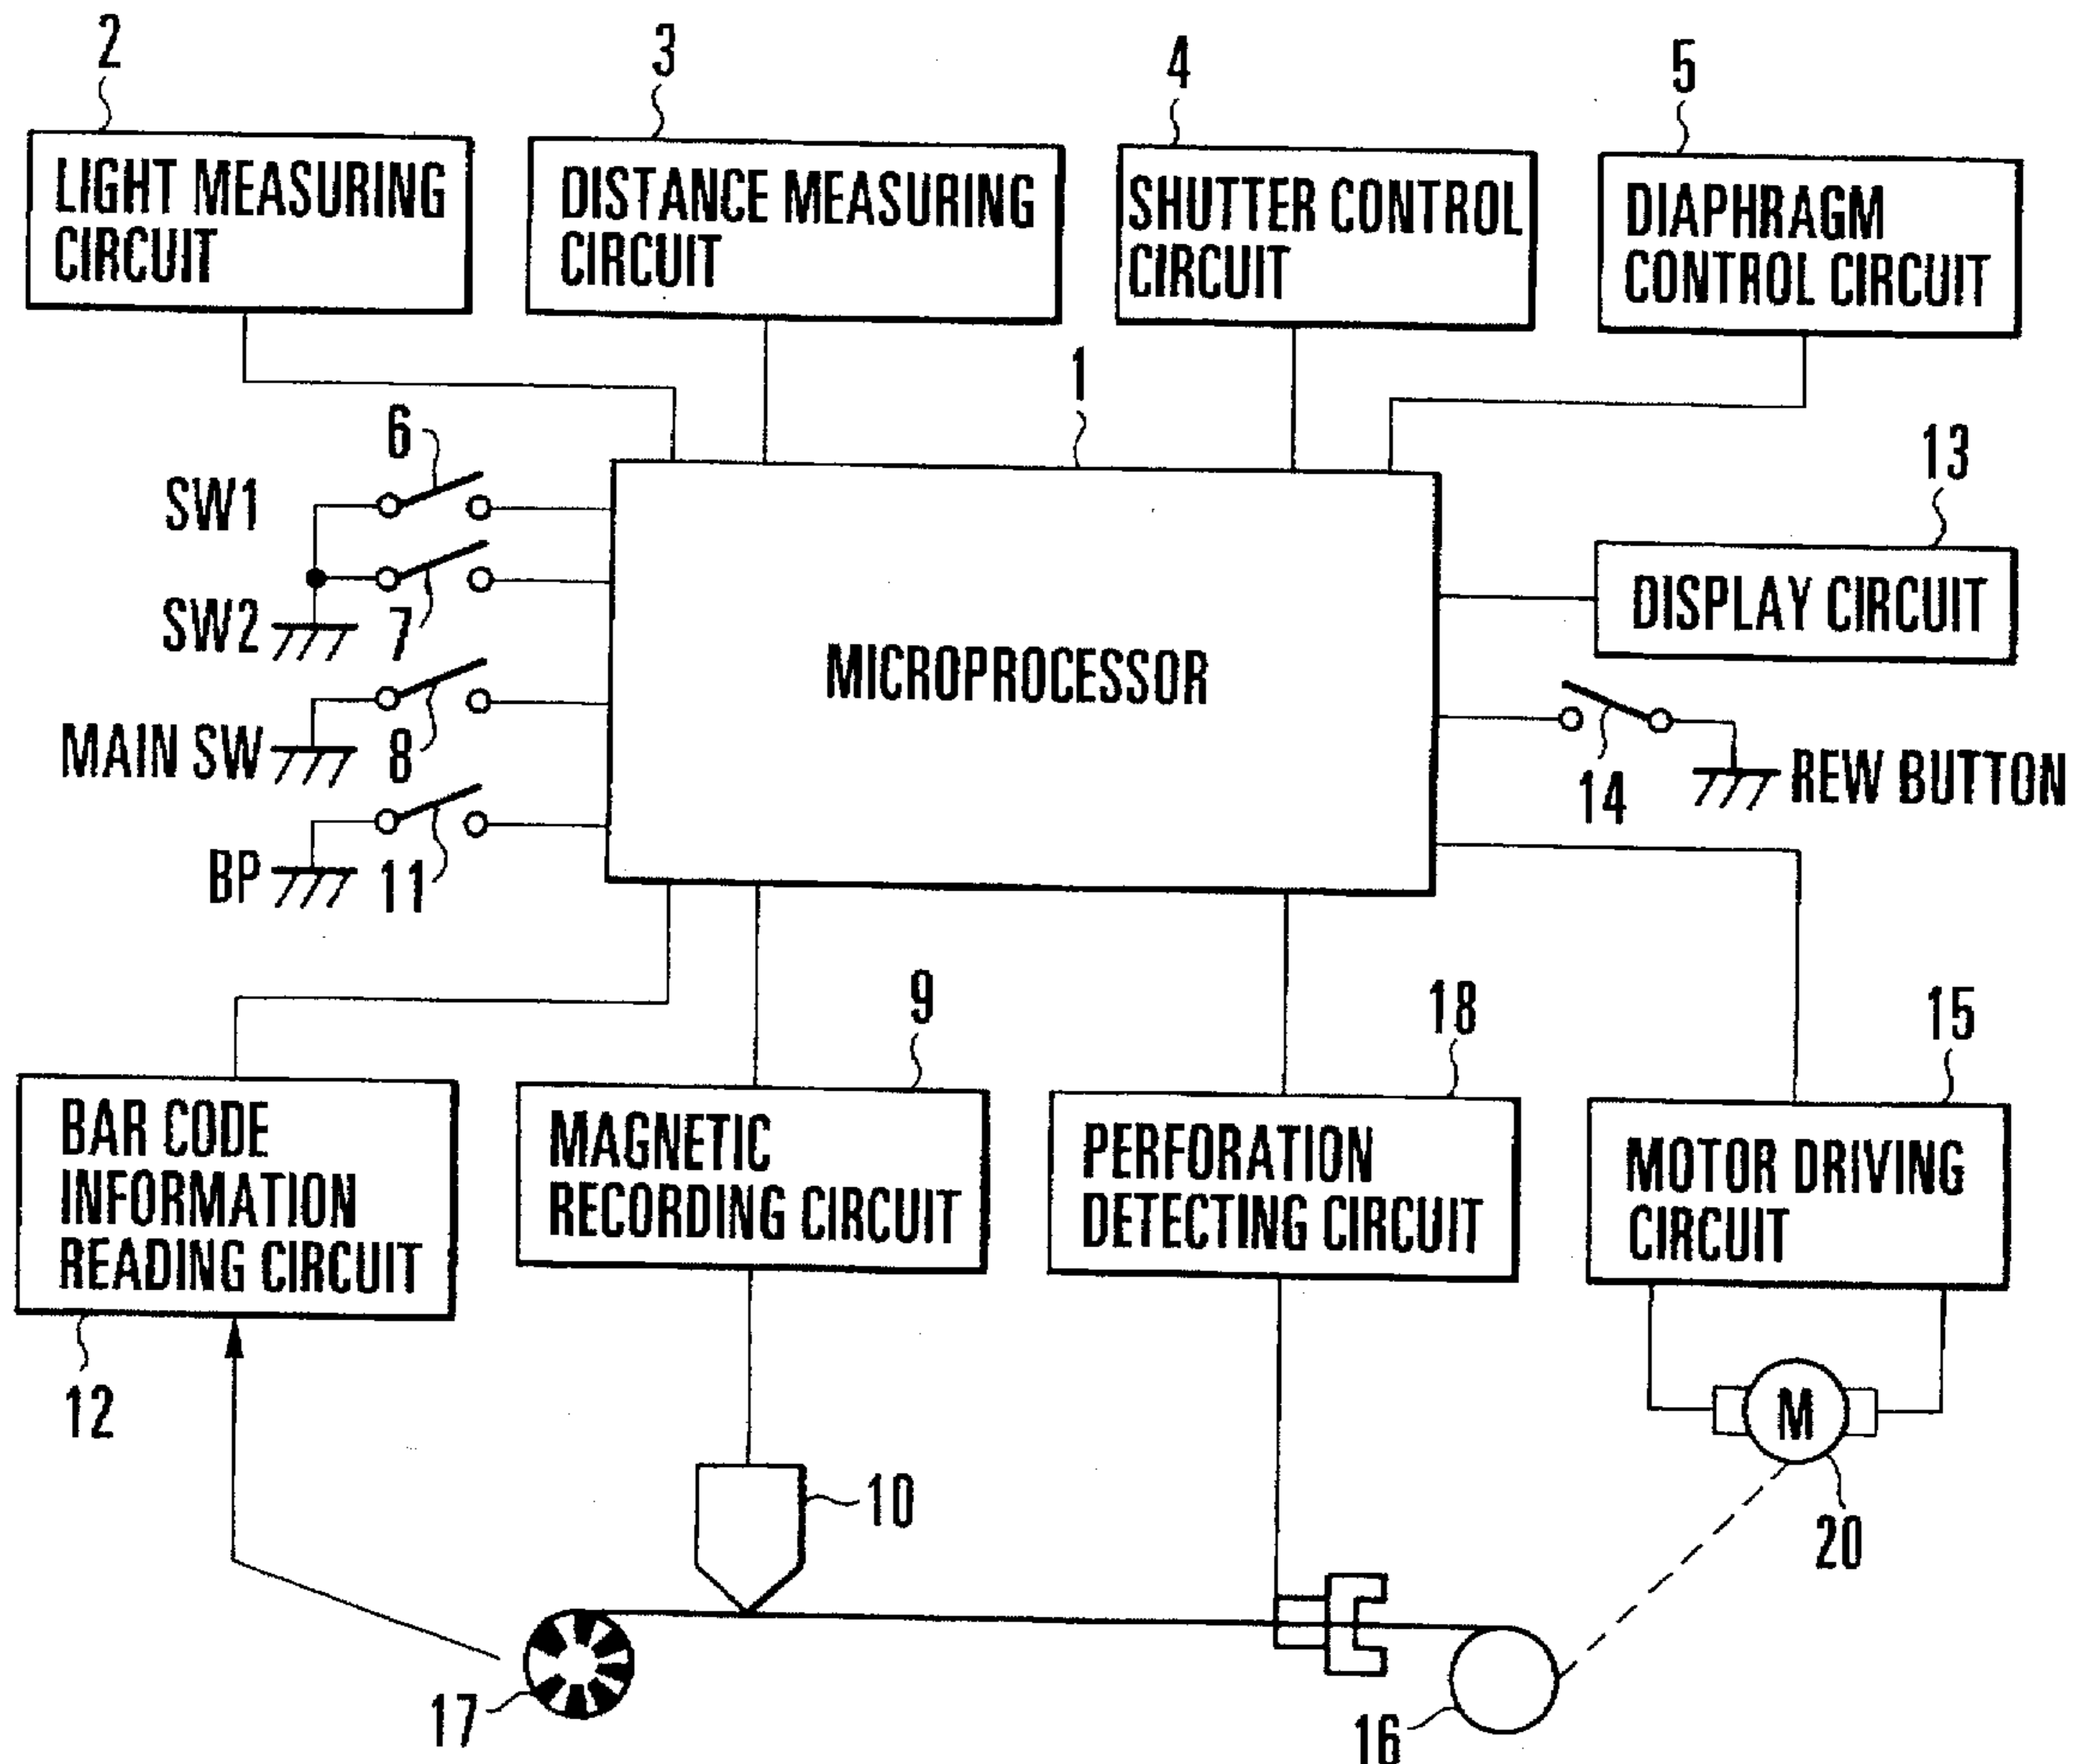 2
3
4
5
LIGHT MEASURING
CIRCUIT
DISTANCE MEASURING
CIRCUIT
SHUTTER CONTROL
CIRCUIT
DIAPHRAGM
CONTROL CIRCUIT
1
6
13
SW1
SW2
7
DISPLAY CIRCUIT
MICROPROCESSOR
MAIN SW
8
14
REW BUTTON
BP
11
9
18
15
BAR CODE
INFORMATION
READING CIRCUIT
MAGNETIC
RECORDING CIRCUIT
PERFORATION
DETECTING CIRCUIT
MOTOR DRIVING
CIRCUIT
12
M
10
20
17
16